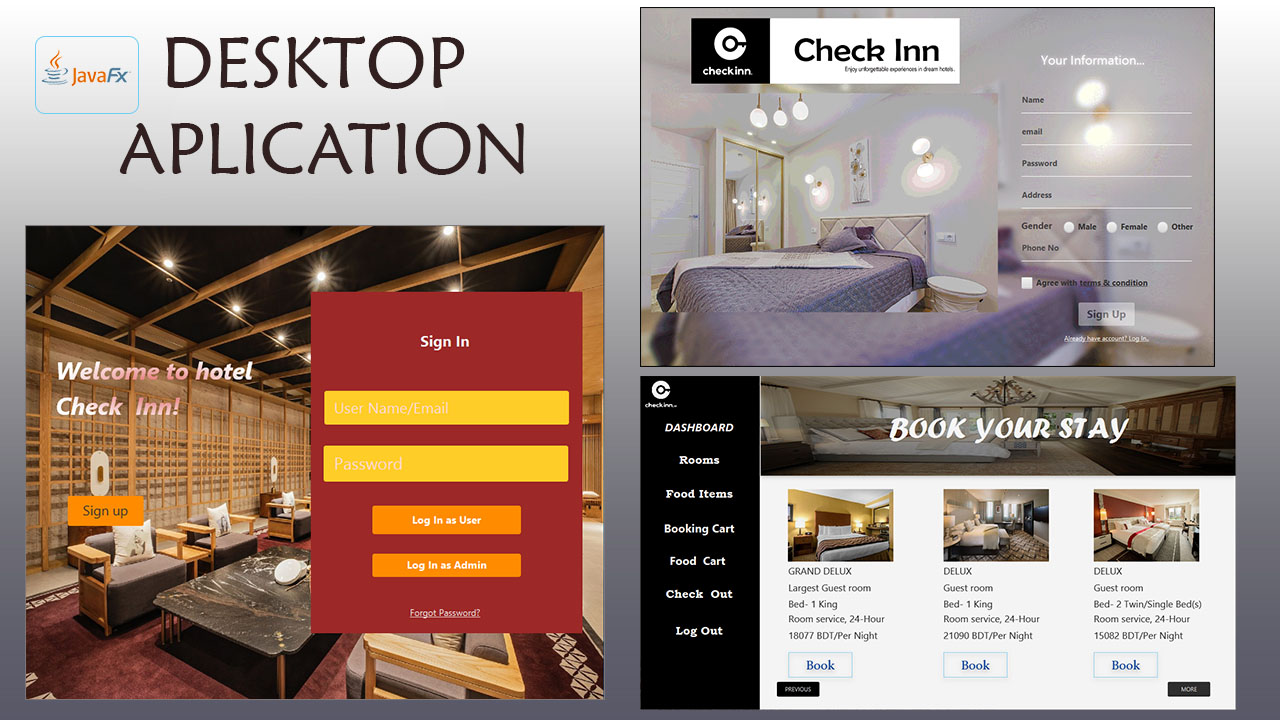 JavaFx
DESKTOP
APLICATION
Welcome to hotel
Check Inn!
Sign up
Sign In
User Name/Email
Password
Log In as User
Log In as Admin
Forgot Password?
checkinn.
Check Inn
Enjoy unforgettable experiences in dream hotels.
Your Information...
Name
email
Password
Address
Gender Male Female Other
Phone No
Agree with terms & condition
Sign Up
Already have account? Log In..
checkinn.
DASHBOARD
Rooms
Food Items
Booking Cart
Food Cart
Check Out
Log Out
BOOK YOUR STAY
GRAND DELUX
Largest Guest room
Bed- 1 King
Room service, 24-Hour
18077 BDT/Per Night
Book
DELUX
Guest room
Bed- 1 King
Room service, 24-Hour
21090 BDT/Per Night
Book
DELUX
Guest room
Bed- 2 Twin/Single Bed(s)
Room service, 24-Hour
15082 BDT/Per Night
Book
PREVIOUS
MORE